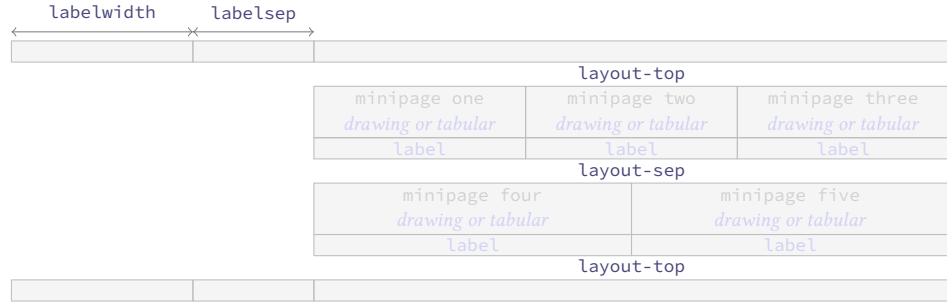 labelwidth labelsep
layout-top
minipage one minipage two minipage three
drawing or tabular drawing or tabular drawing or tabular
label label label
layout-sep
minipage four minipage five
drawing or tabular drawing or tabular
label label
layout-top